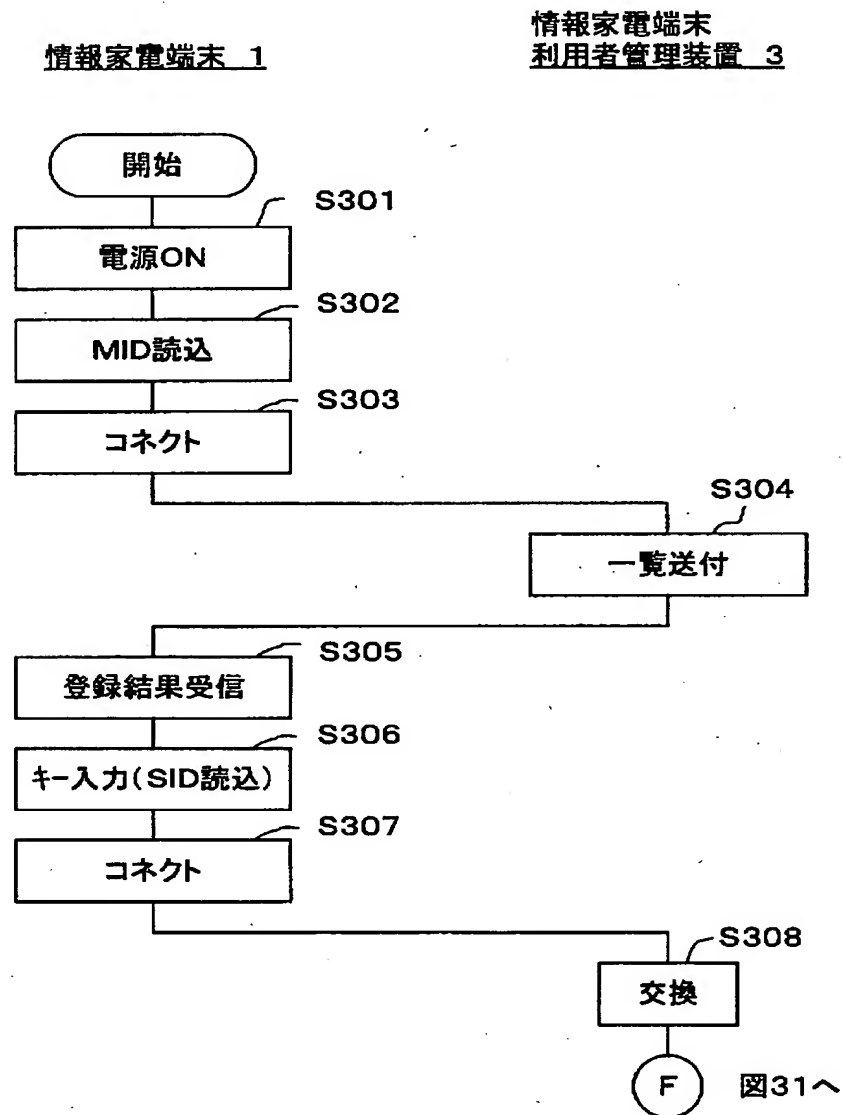 情報家電端末 1
情報家電端末
利用者管理装置 3
開始
S301
電源ON
S302
MID読込
S303
コネクト
S304
一覧送付
S305
登録結果受信
S306
キー入力(SID読込)
S307
コネクト
S308
交換
F
図31へ